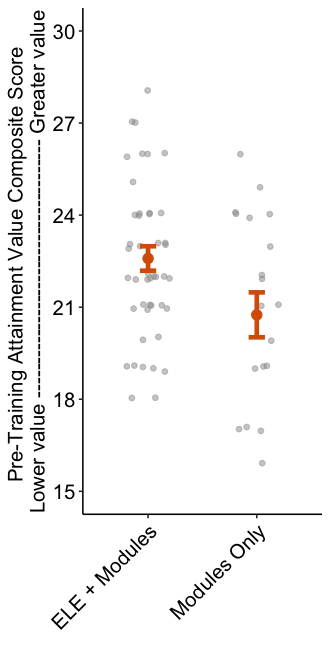 Pre-Training Attainment Value Composite Score
Lower value ---------------------- Greater value
30
27
24
21
18
15
ELE + Modules
Modules Only